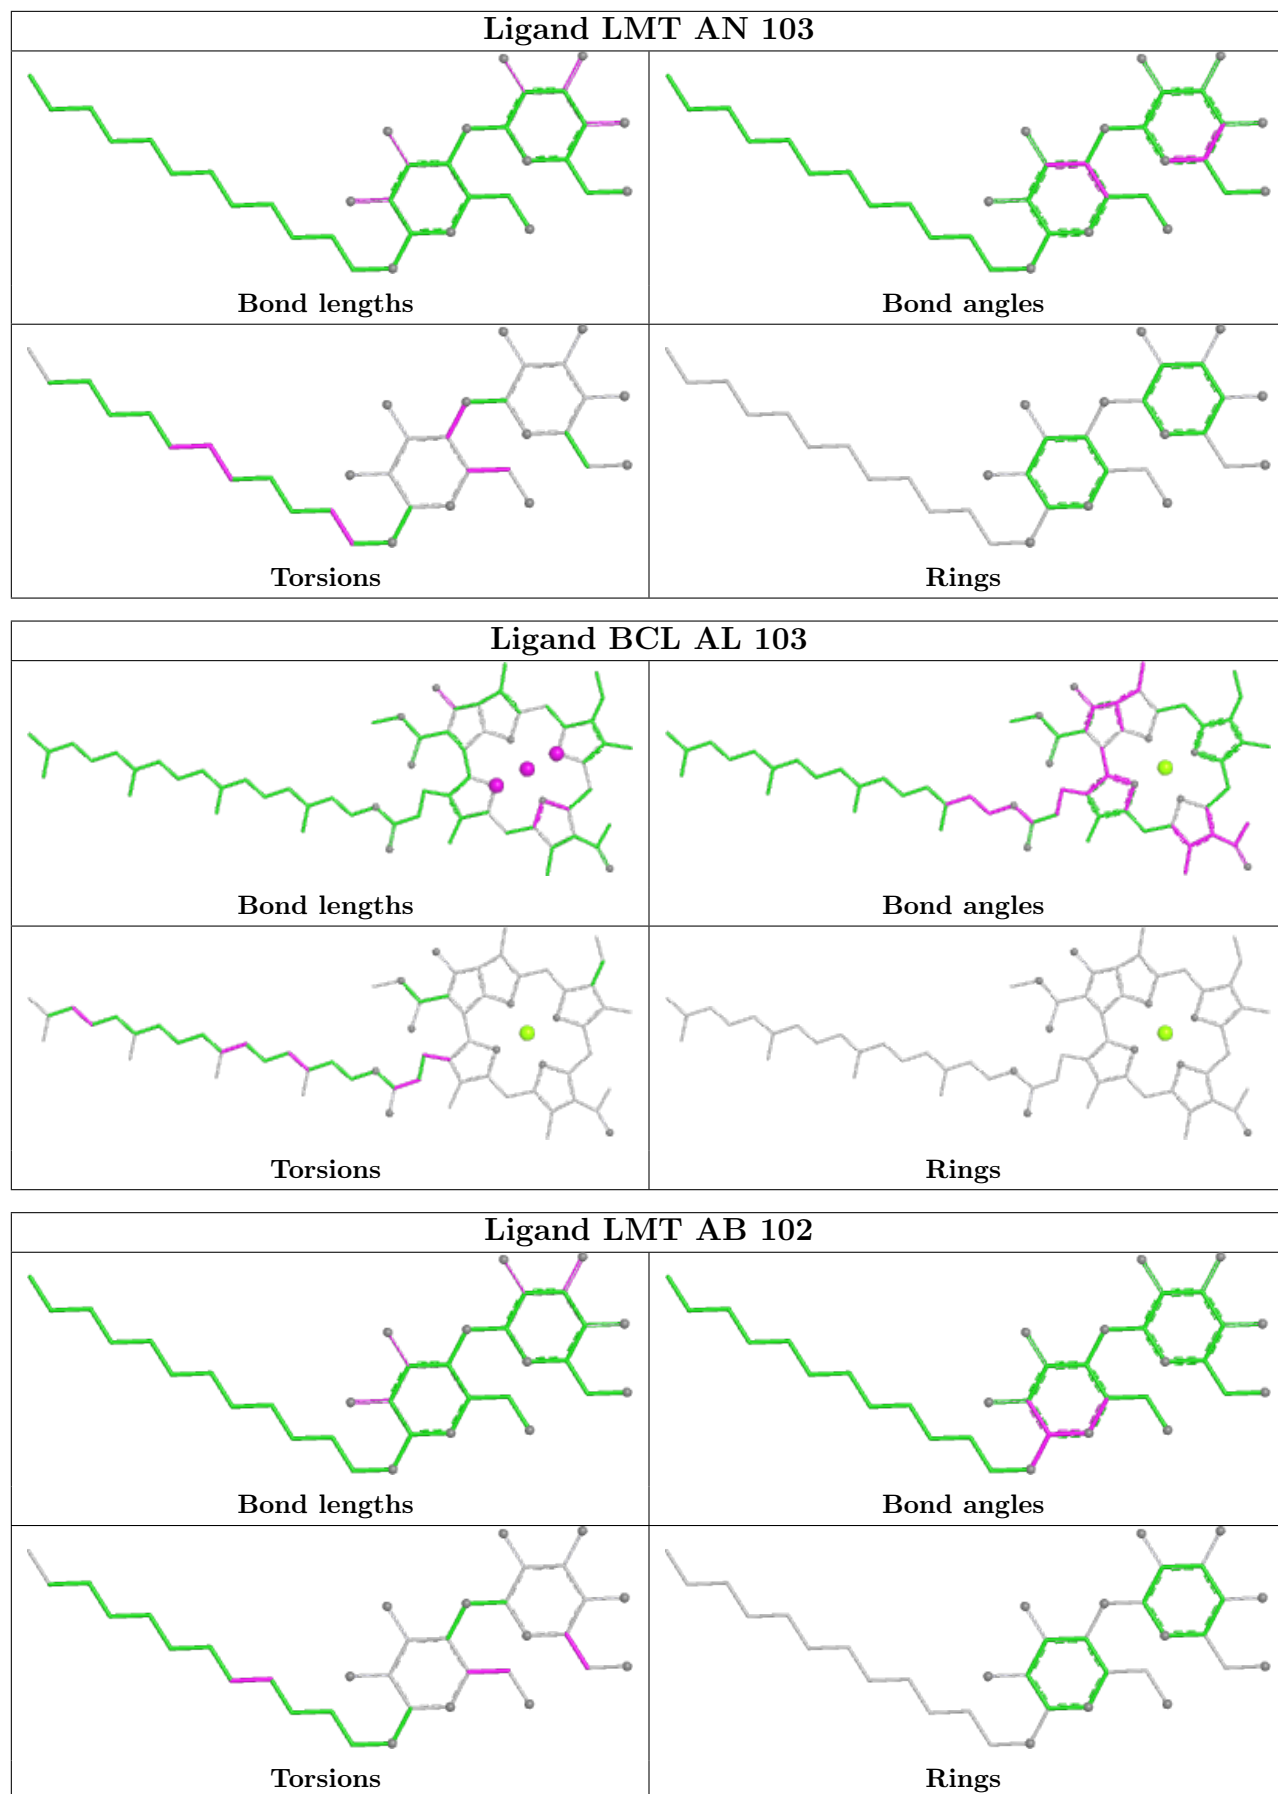 Ligand LMT AN 103
Bond lengths
Bond angles
Torsions
Rings
Ligand BCL AL 103
Bond lengths
Bond angles
Torsions
Rings
Ligand LMT AB 102
Bond lengths
Bond angles
Torsions
Rings